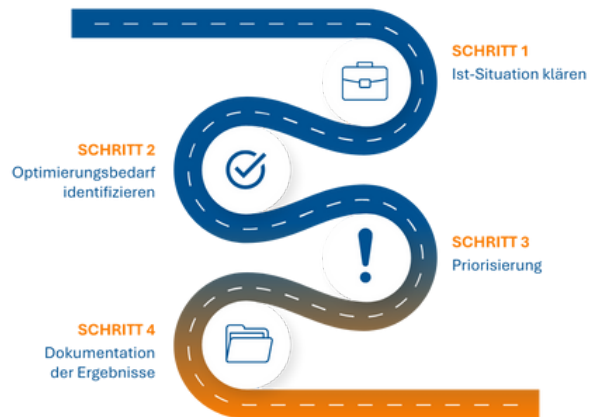 SCHRITT 1
Ist-Situation klären
SCHRITT 2
Optimierungsbedarf
identifizieren
SCHRITT 3
Priorisierung
SCHRITT 4
Dokumentation
der Ergebnisse